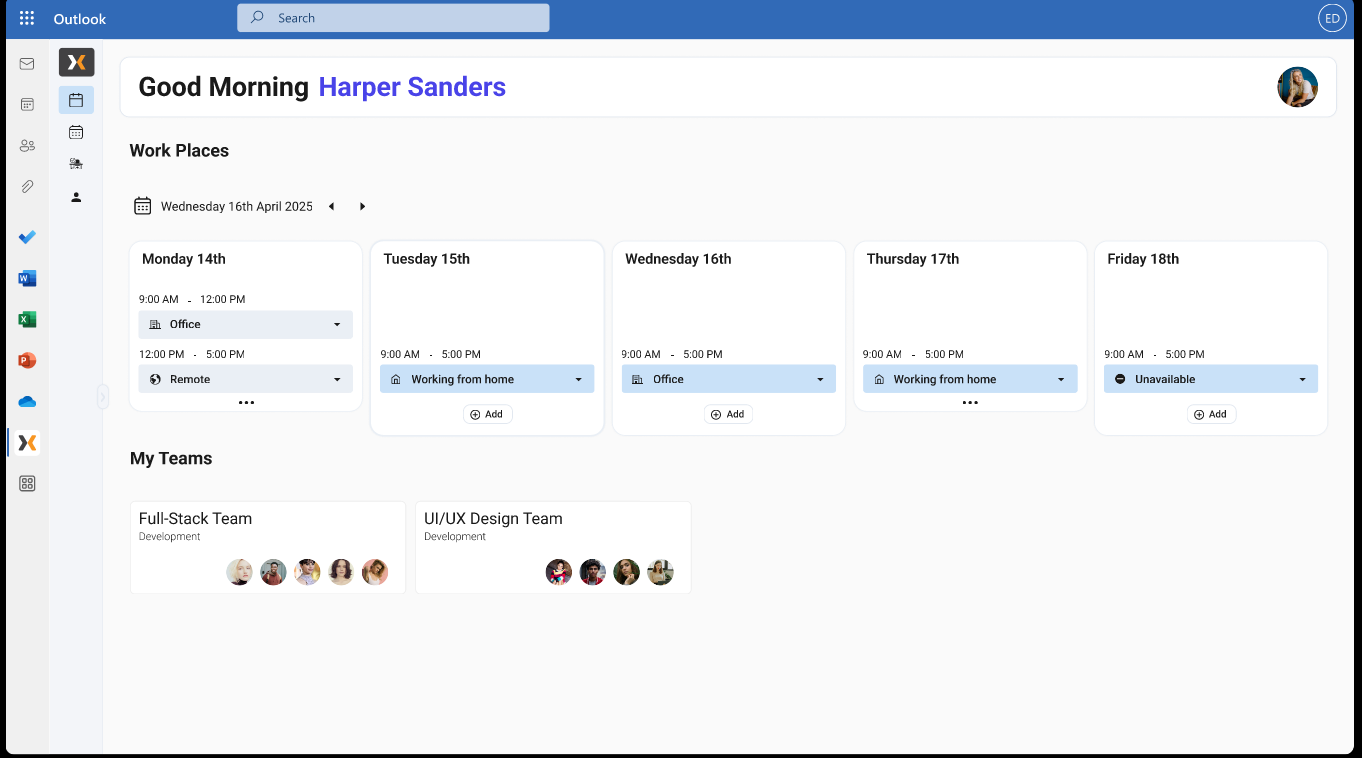 Outlook
Search
ED
Good Morning Harper Sanders
Work Places
Wednesday 16th April 2025
Monday 14th
9:00 AM - 12:00 PM
Office
12:00 PM - 5:00 PM
Remote
Tuesday 15th
9:00 AM - 5:00 PM
Working from home
Add
Wednesday 16th
9:00 AM - 5:00 PM
Office
Add
Thursday 17th
9:00 AM - 5:00 PM
Working from home
Friday 18th
9:00 AM - 5:00 PM
Unavailable
Add
My Teams
Full-Stack Team
Development
UI/UX Design Team
Development
W
X
P